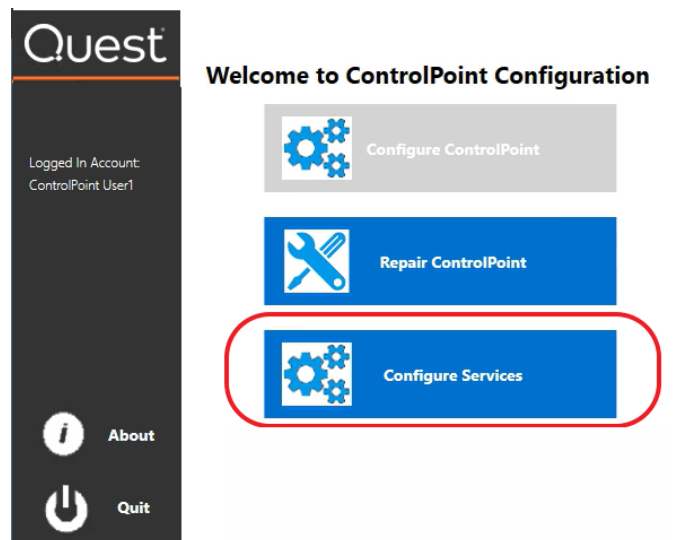 Quest
Welcome to ControlPoint Configuration
Configure ControlPoint
Logged In Account:
ControlPoint User1
Repair ControlPoint
Configure Services
About
Quit